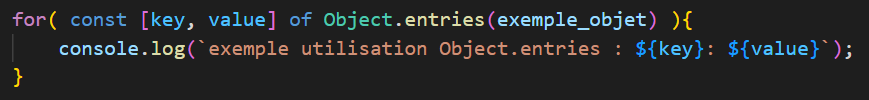 for( const [key, value] of Object.entries(exemple_objet) ){
    console.log(`exemple utilisation Object.entries : ${key}: ${value}`);
}